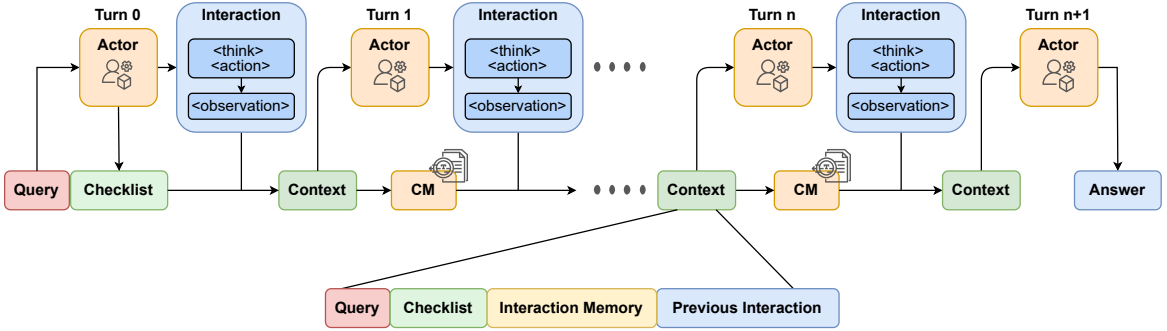 Turn 0
Interaction
Turn 1
Interaction
Turn n
Interaction
Turn n+1
Actor
<think>
<action>
<observation>
Actor
<think>
<action>
<observation>
Actor
<think>
<action>
<observation>
Actor
Query
Checklist
Context
CM
Context
CM
Context
Answer
Query
Checklist
Interaction Memory
Previous Interaction